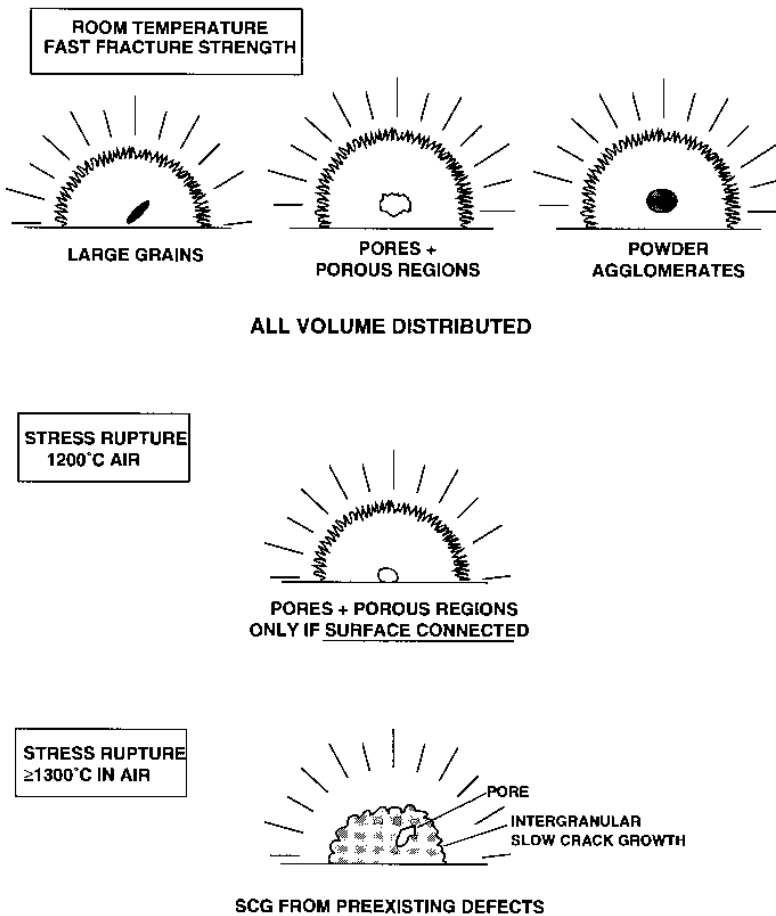 ROOM TEMPERATURE
FAST FRACTURE STRENGTH
LARGE GRAINS
PORES +
POROUS REGIONS
POWDER
AGGLOMERATES
ALL VOLUME DISTRIBUTED
STRESS RUPTURE
1200°C AIR
PORES + POROUS REGIONS
ONLY IF SURFACE CONNECTED
STRESS RUPTURE
≥1300°C IN AIR
PORE
INTERGRANULAR
SLOW CRACK GROWTH
SCG FROM PREEXISTING DEFECTS